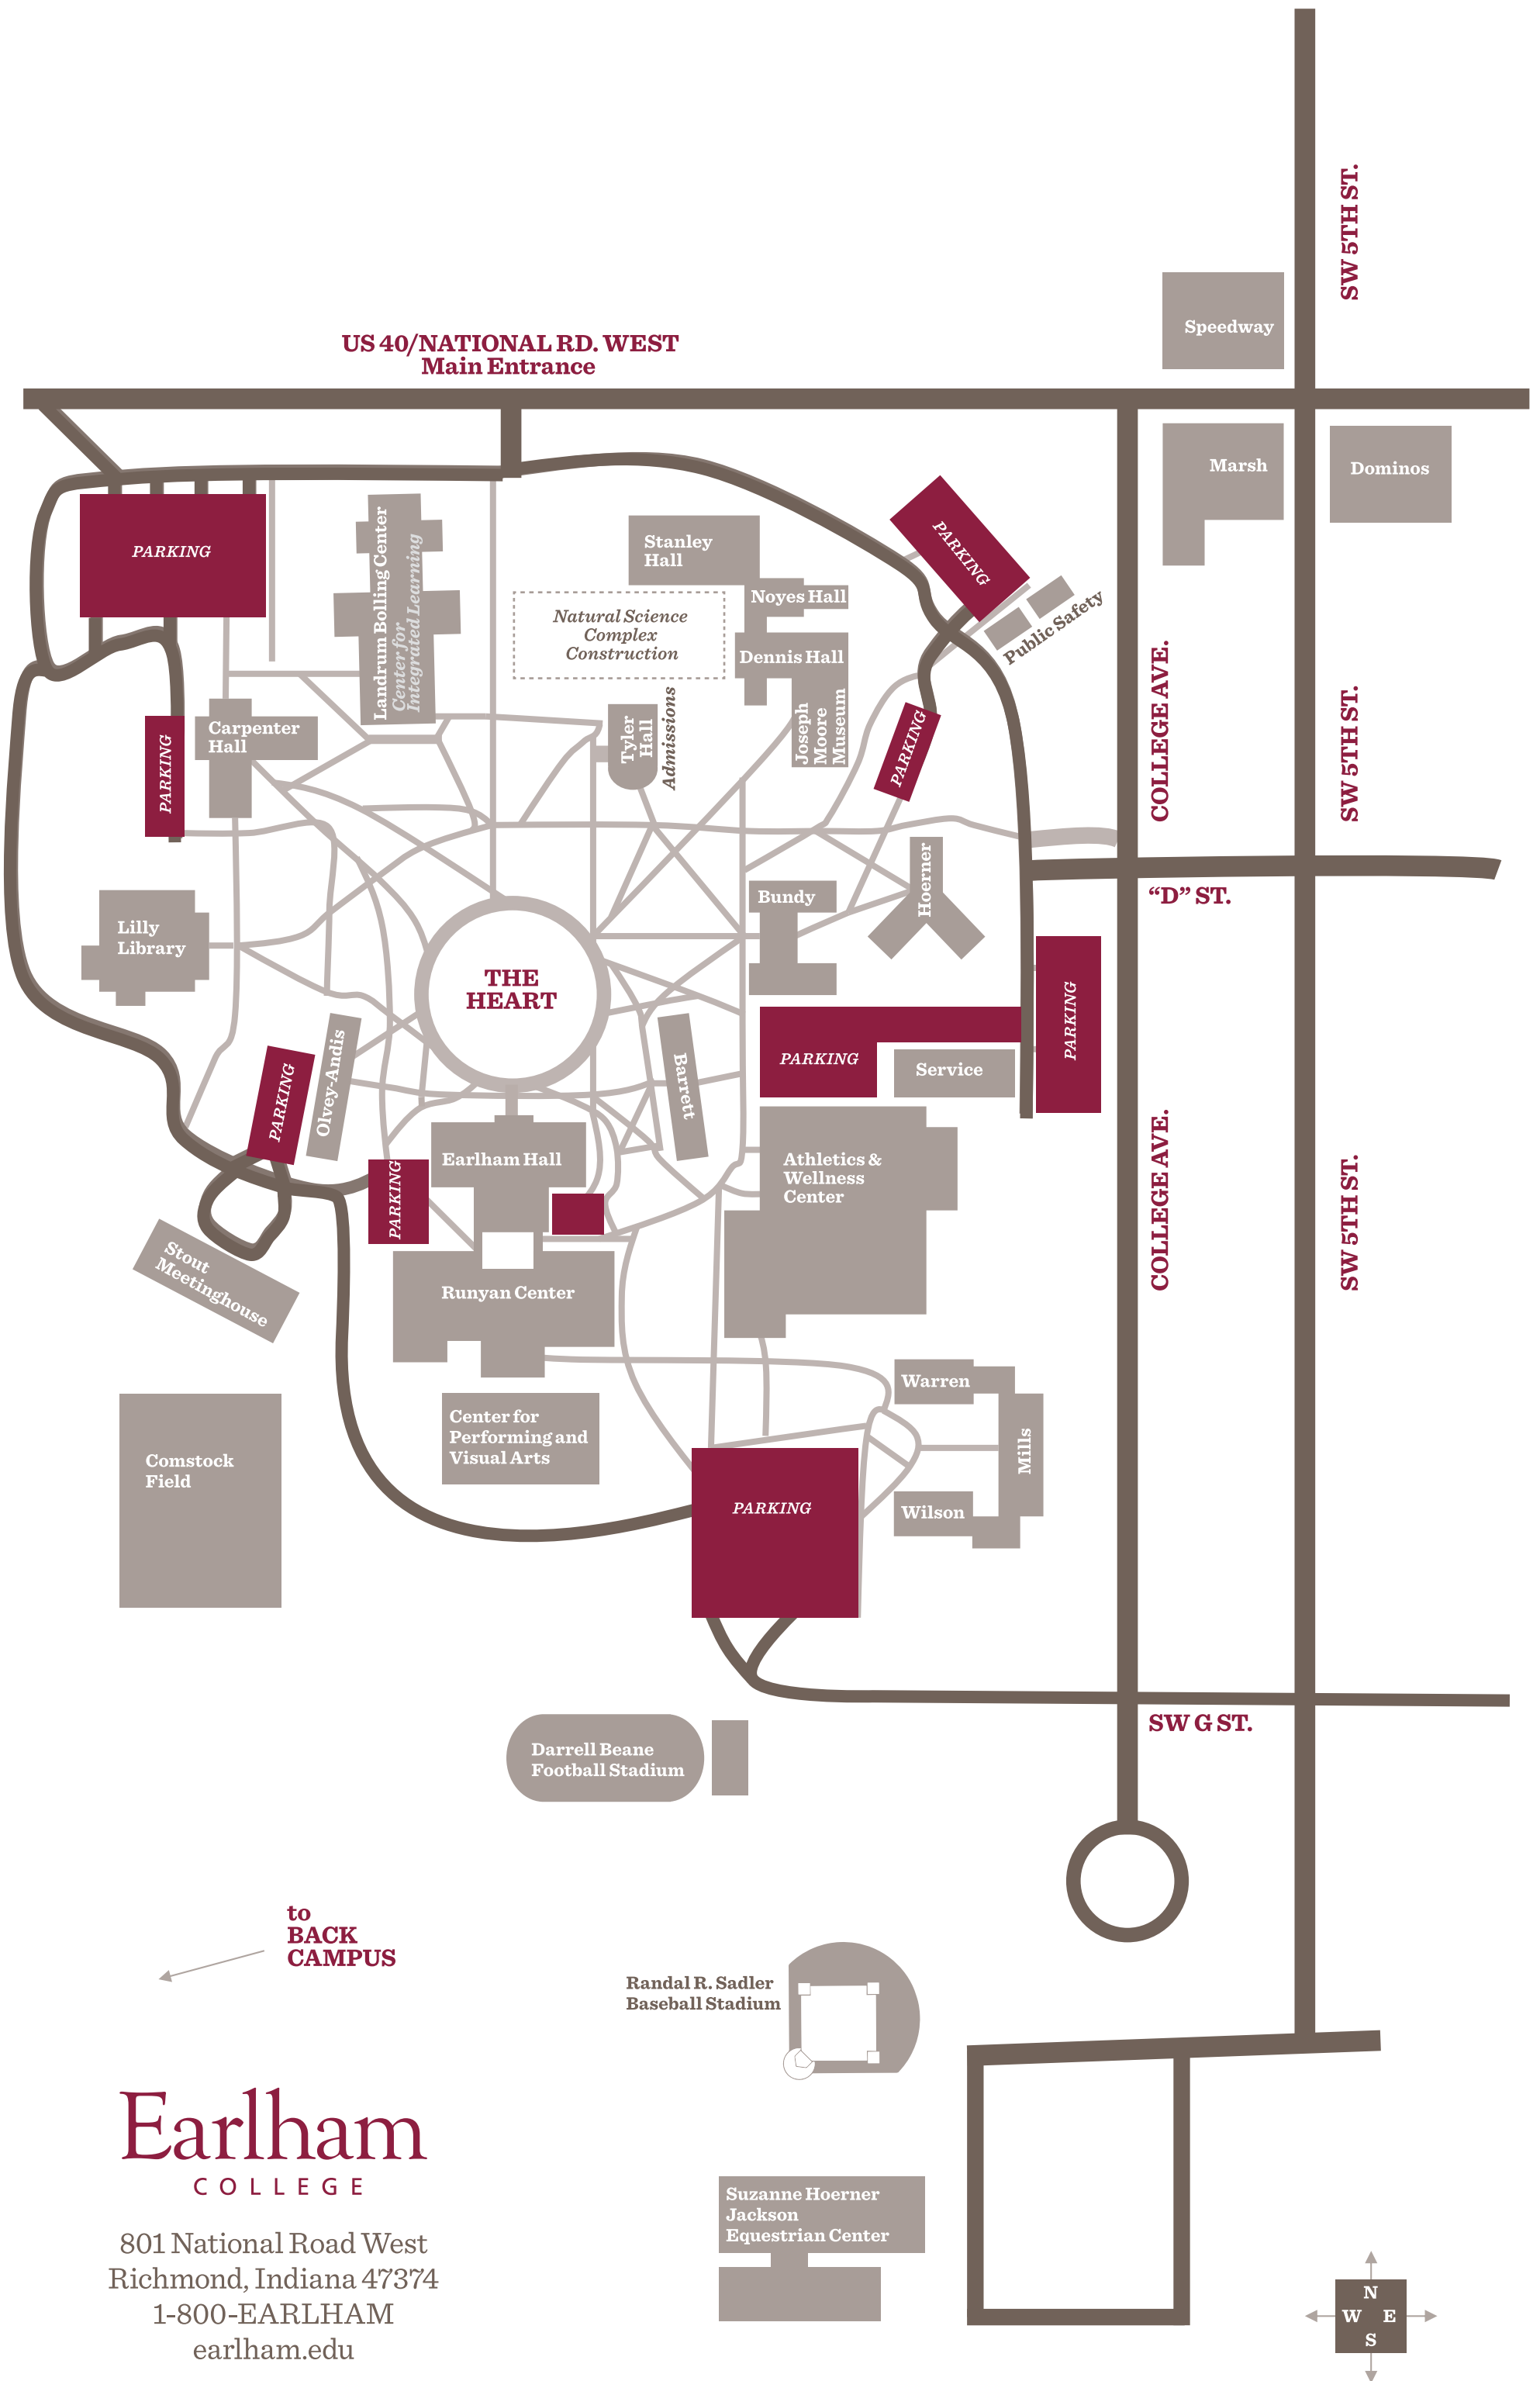 SW 5TH ST.
Speedway
US 40/NATIONAL RD. WEST
Main Entrance
Marsh
Dominos
PARKING
Landrum Bolling Center
Center for
Integrated Learning
Stanley
Hall
Noyes Hall
Natural Science
Complex
Construction
Dennis Hall
Joseph
Moore
Museum
PARKING
Public Safety
COLLEGE AVE.
SW 5TH ST.
Carpenter
Hall
PARKING
Tyler
Hall
Admissions
PARKING
Bundy
Hoerner
"D" ST.
Lilly
Library
THE
HEART
PARKING
Olvey-Andis
PARKING
Barrett
PARKING
Service
Earlham Hall
PARKING
Athletics &
Wellness
Center
COLLEGE AVE.
SW 5TH ST.
Stout
Meetinghouse
Runyan Center
Warren
Center for
Performing and
Visual Arts
Mills
Comstock
Field
PARKING
Wilson
SW G ST.
Darrell Beane
Football Stadium
to
BACK
CAMPUS
Randal R. Sadler
Baseball Stadium
Earlham
COLLEGE
801 National Road West
Richmond, Indiana 47374
1-800-EARLHAM
earlham.edu
Suzanne Hoerner
Jackson
Equestrian Center
N
W E
S